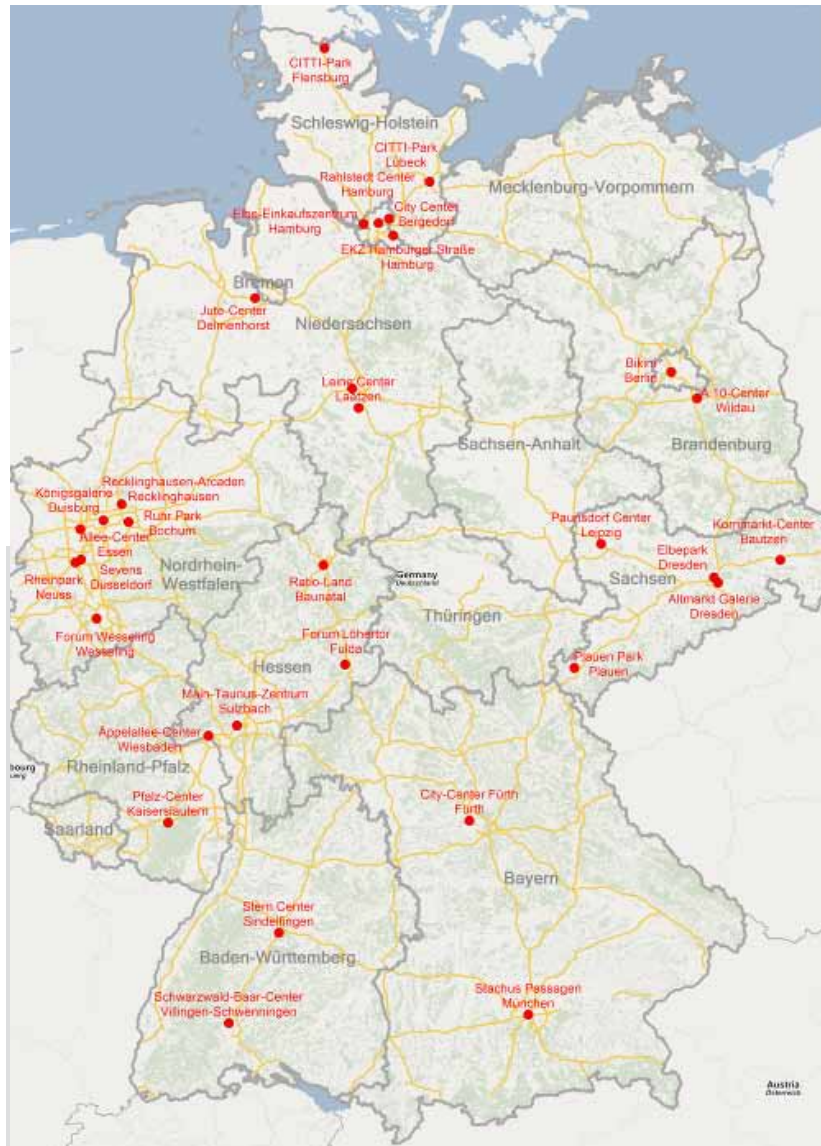 CITTI-Park
Flensburg
Schleswig-Holstein
CITTI-Park
Lübeck
Rahlstedt Center
Hamburg
Mecklenburg-Vorpommern
Elbe-Einkaufszentrum
Hamburg
City Center
Bergedorf
EKZ Hamburger Straße
Hamburg
Bremen
Jute-Center
Delmenhorst
Niedersachsen
Bikini
Berlin
Leine Center
Laatzen
A 10-Center
Wildau
Sachsen-Anhalt
Brandenburg
Recklinghausen-Arcaden
Recklinghausen
Königsgalerie
Duisburg
Ruhr Park
Bochum
Allee-Center
Essen
Paunsdorf Center
Leipzig
Kornmarkt-Center
Bautzen
Elbepark
Dresden
Sevens
Düsseldorf
Rheinpark
Neuss
Nordrhein-
Westfalen
Ratio-Land
Baunatal
Germany
Deutschland
Sachsen
Altmarkt Galerie
Dresden
Thüringen
Forum Wesseling
Wesseling
Forum Löhertor
Fulda
Hessen
Plauen Park
Plauen
Main-Taunus-Zentrum
Sulzbach
Äppelallee-Center
Wiesbaden
Rheinland-Pfalz
bourg
Pfalz-Center
Kaiserslautern
City-Center Fürth
Fürth
Saarland
Bayern
Stern Center
Sindelfingen
Baden-Württemberg
Schwarzwald-Baar-Center
Villingen-Schwenningen
Stachus Passagen
München
Austria
Österreich